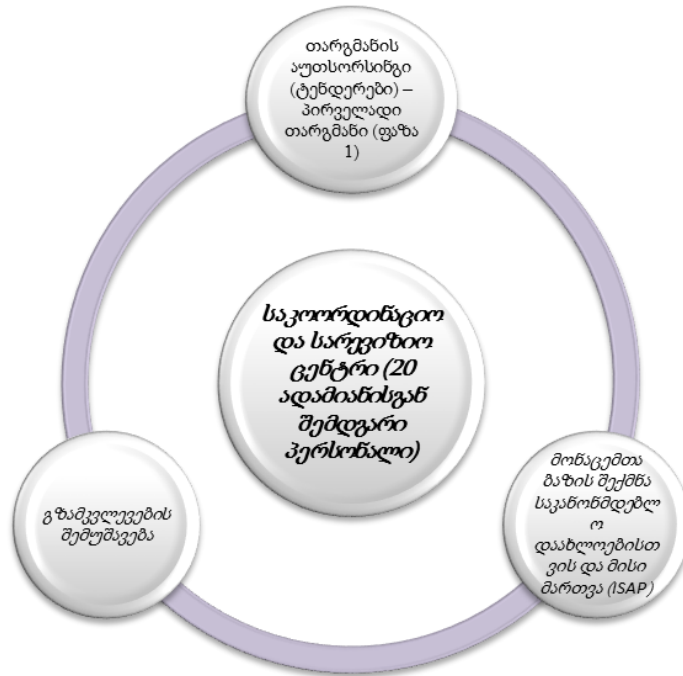 თარგმანის
აუთსორსინგი
(ტენდერები) –
პირველადი
თარგმანი (ფაზა
1)
საკოორდინაციო
და სარევიზიო
ცენტრი (20
ადამიანისგან
შემდგარი
პერსონალი)
გზამკვლევების
შემუშავება
მონაცემთა
ბაზის შექმნა
საკანონმდებლ
ო
დაახლოებისთ
ვის და მისი
მართვა (ISAP)